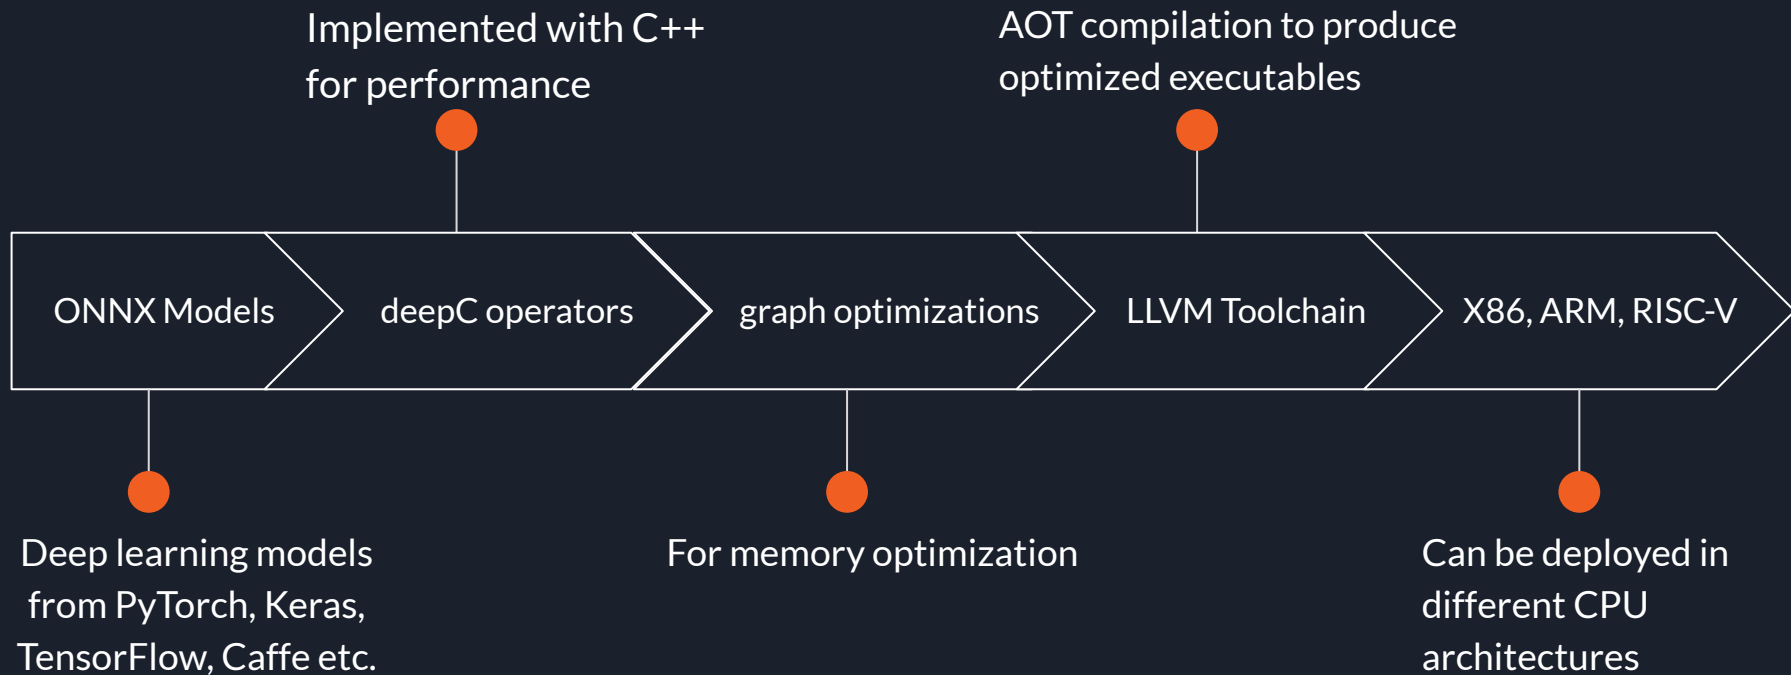 Implemented with C++
for performance
AOT compilation to produce
optimized executables
ONNX Models
deepC operators
graph optimizations
LLVM Toolchain
X86, ARM, RISC-V
Deep learning models
from PyTorch, Keras,
TensorFlow, Caffe etc.
For memory optimization
Can be deployed in
different CPU
architectures